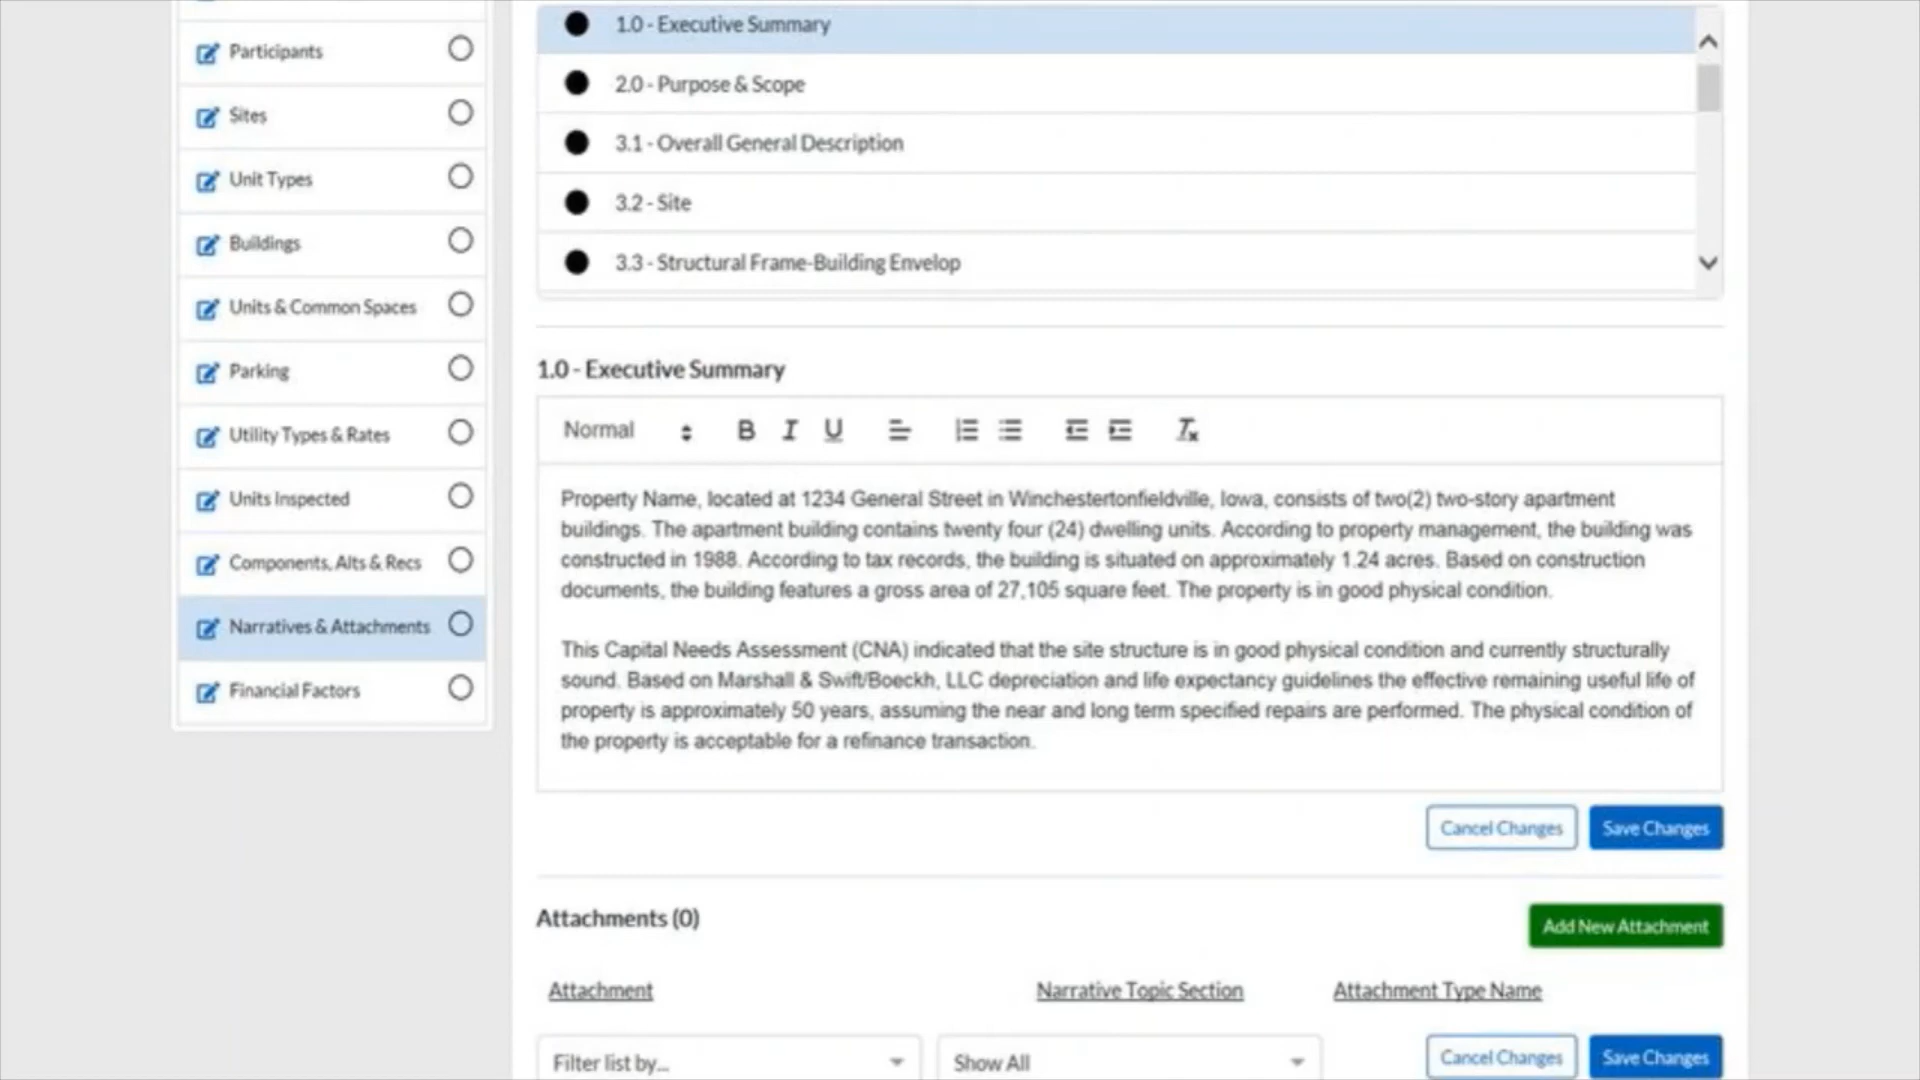 Participants
Sites
Unit Types
Buildings
Units & Common Spaces
Parking
Utility Types & Rates
Units Inspected
Components, Alts & Recs
Narratives & Attachments
Financial Factors
1.0 - Executive Summary
2.0 - Purpose & Scope
3.1 - Overall General Description
3.2 - Site
3.3 - Structural Frame-Building Envelop
1.0 - Executive Summary
Normal
Property Name, located at 1234 General Street in Winchestertonfieldville, Iowa, consists of two(2) two-story apartment
buildings. The apartment building contains twenty four (24) dwelling units. According to property management, the building was
constructed in 1988. According to tax records, the building is situated on approximately 1.24 acres. Based on construction
documents, the building features a gross area of 27,105 square feet. The property is in good physical condition.
This Capital Needs Assessment (CNA) indicated that the site structure is in good physical condition and currently structurally
sound. Based on Marshall & Swift/Boeckh, LLC depreciation and life expectancy guidelines the effective remaining useful life of
property is approximately 50 years, assuming the near and long term specified repairs are performed. The physical condition of
the property is acceptable for a refinance transaction.
Cancel Changes Save Changes
Attachments (0)
Add New Attachment
Attachment Narrative Topic Section Attachment Type Name
Filter list by... Show All Cancel Changes Save Changes